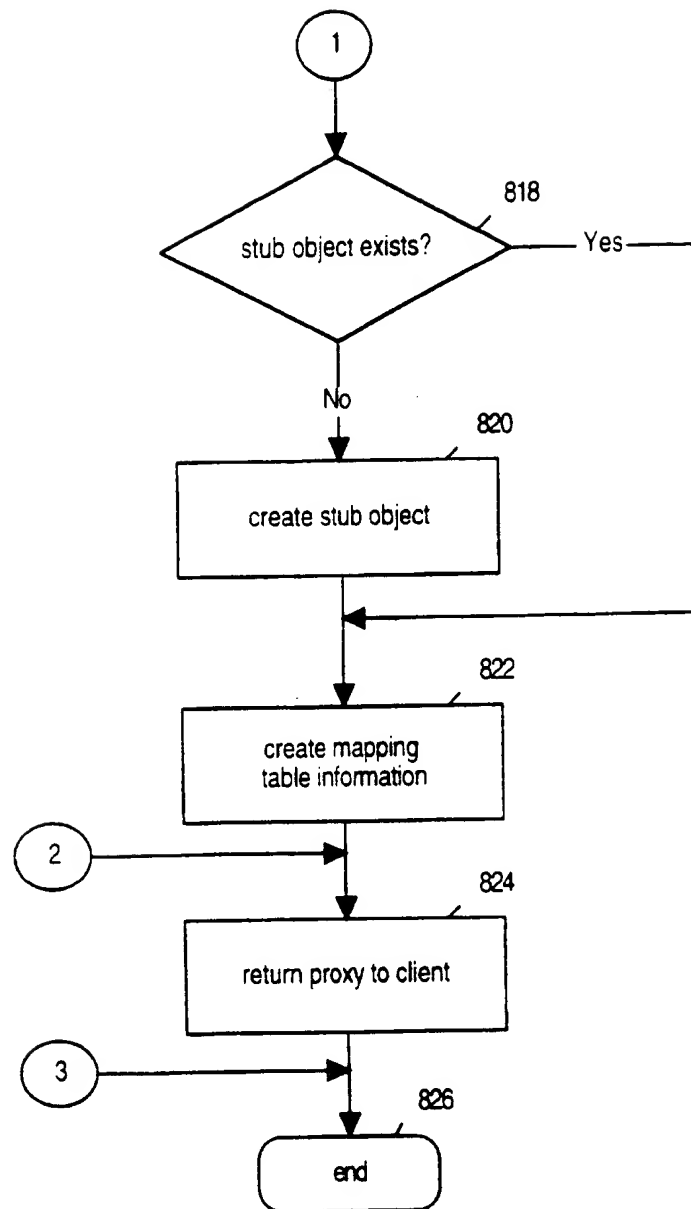 1
818
stub object exists?
Yes
No
820
create stub object
822
create mapping
table information
2
824
return proxy to client
3
826
end